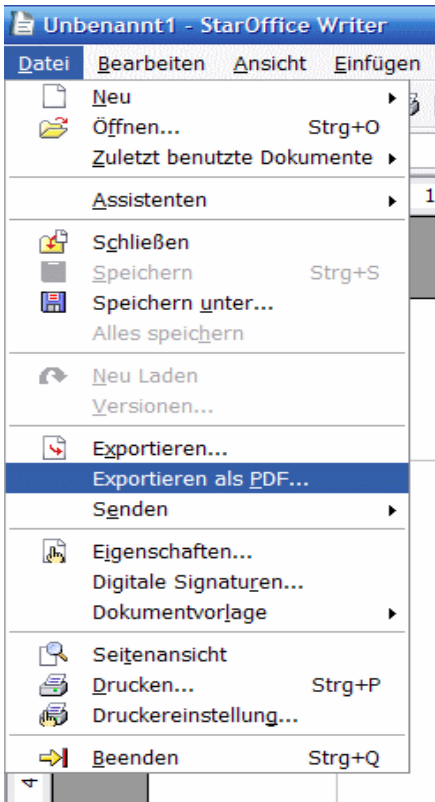 Unbenannt1 - StarOffice Writer
Datei Bearbeiten Ansicht Einfügen
Neu
Öffnen... Strg+O
Zuletzt benutzte Dokumente
Assistenten
1
Schließen
Speichern Strg+S
Speichern unter...
Alles speichern
Neu Laden
Versionen...
Exportieren...
Exportieren als PDF...
Senden
Eigenschaften...
Digitale Signaturen...
Dokumentvorlage
Seitenansicht
Drucken... Strg+P
Druckereinstellung...
Beenden Strg+Q
4